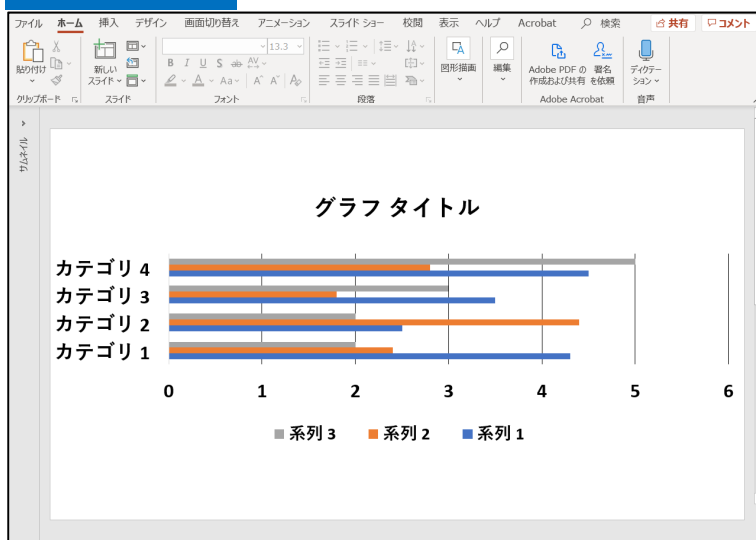 ファイル ホーム 挿入 デザイン 画面切り替え アニメーション スライド ショー 校閲 表示 ヘルプ Acrobat 検索 共有 コメント
13.3
B I U S ab AV
A Aa A A A
貼り付け
新しい
スライド
図形描画
編集
Adobe PDF の
作成および共有
署名
を依頼
ディクテー
ション
クリップボード スライド フォント 段落 Adobe Acrobat 音声
サムネイル
グラフ タイトル
カテゴリ 4
カテゴリ 3
カテゴリ 2
カテゴリ 1
0 1 2 3 4 5 6
系列 3 系列 2 系列 1